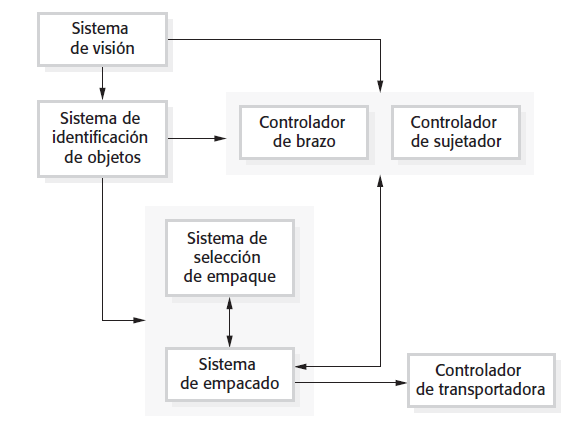 Sistema
de visión
Sistema de
identificación
de objetos
Controlador
de brazo
Controlador
de sujetador
Sistema de
selección
de empaque
Sistema
de empacado
Controlador
de transportadora